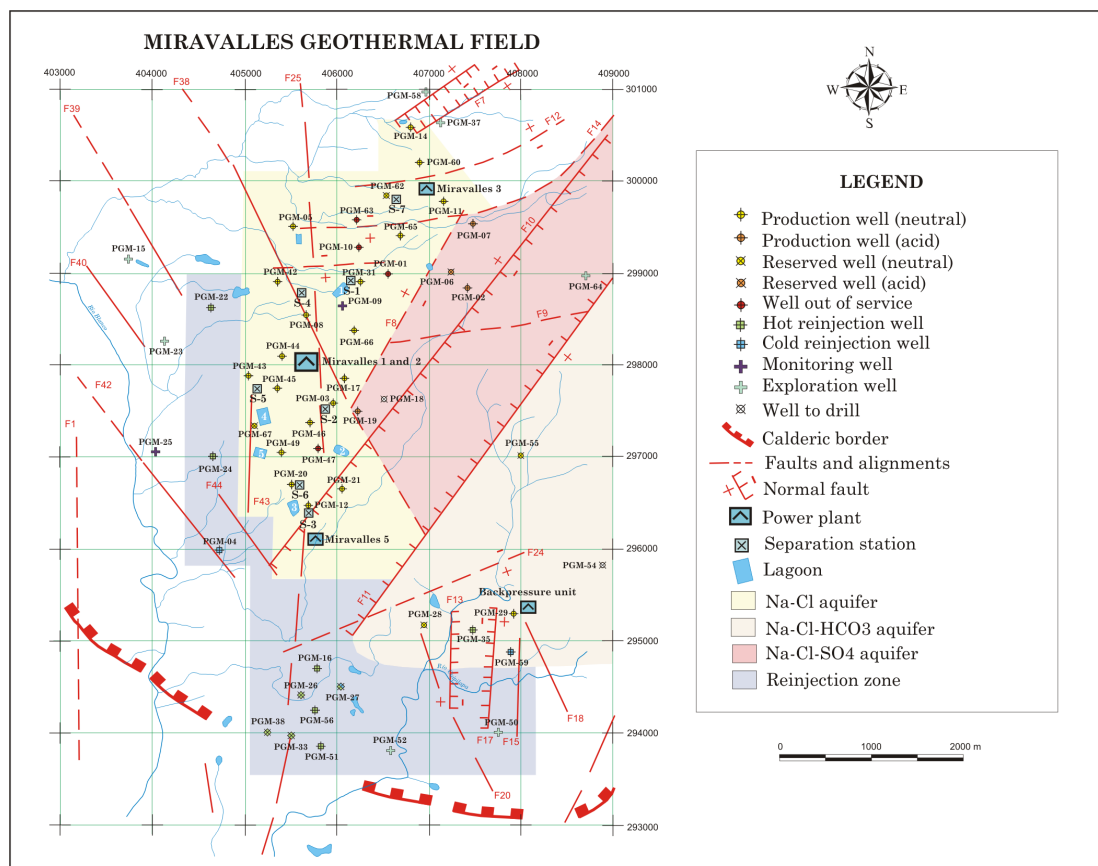 MIRAVALLES GEOTHERMAL FIELD
403000
404000
405000
406000
407000
408000
409000
N
W
E
S
301000
300000
299000
298000
297000
296000
295000
294000
293000
F38
F25
F39
PGM-58
F7
PGM-37
F12
F14
PGM-14
PGM-60
PGM-62
Miravalles 3
S-7
PGM-11
PGM-63
PGM-05
PGM-65
PGM-07
F10
PGM-10
PGM-15
F40
PGM-01
PGM-42
PGM-31
PGM-06
PGM-02
PGM-64
S-1
PGM-22
S-4
PGM-09
Río Blanco
PGM-08
F8
F9
PGM-66
PGM-23
PGM-44
Miravalles 1 and 2
PGM-43
PGM-45
PGM-17
F42
S-5
PGM-03
PGM-18
S-2
PGM-19
4
F1
PGM-67
PGM-46
PGM-25
PGM-49
5
PGM-47
2
PGM-55
PGM-24
F44
PGM-20
PGM-21
S-6
F43
PGM-12
3
S-3
Miravalles 5
PGM-04
F24
PGM-54
Backpressure unit
F11
F13
PGM-28
PGM-29
PGM-35
PGM-59
PGM-16
PGM-26
PGM-27
PGM-56
F18
PGM-38
PGM-50
F17
F15
PGM-33
PGM-51
PGM-52
F20
LEGEND
Production well (neutral)
Production well (acid)
Reserved well (neutral)
Reserved well (acid)
Well out of service
Hot reinjection well
Cold reinjection well
Monitoring well
Exploration well
Well to drill
Calderic border
Faults and alignments
Normal fault
Power plant
Separation station
Lagoon
Na-Cl aquifer
Na-Cl-HCO3 aquifer
Na-Cl-SO4 aquifer
Reinjection zone
0
1000
2000 m